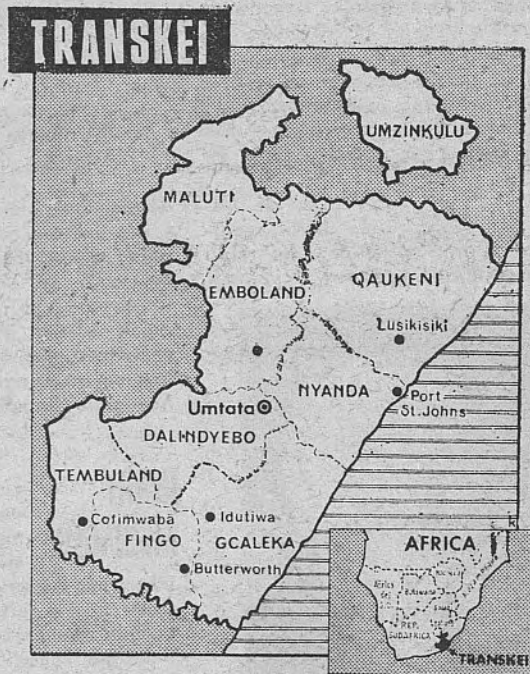 TRANSKEI
UMZINKULU
MALUTI
QAUKENI
EMBOLAND
Lusikisiki
NYANDA
Port
St.Johns
Umtata
DALINDYEBO
TEMBULAND
Cofimwaba
Idutiwa
FINGO
GCALEKA
Butterworth
AFRICA
REP.
SUDAFRICA
TRANSKEI